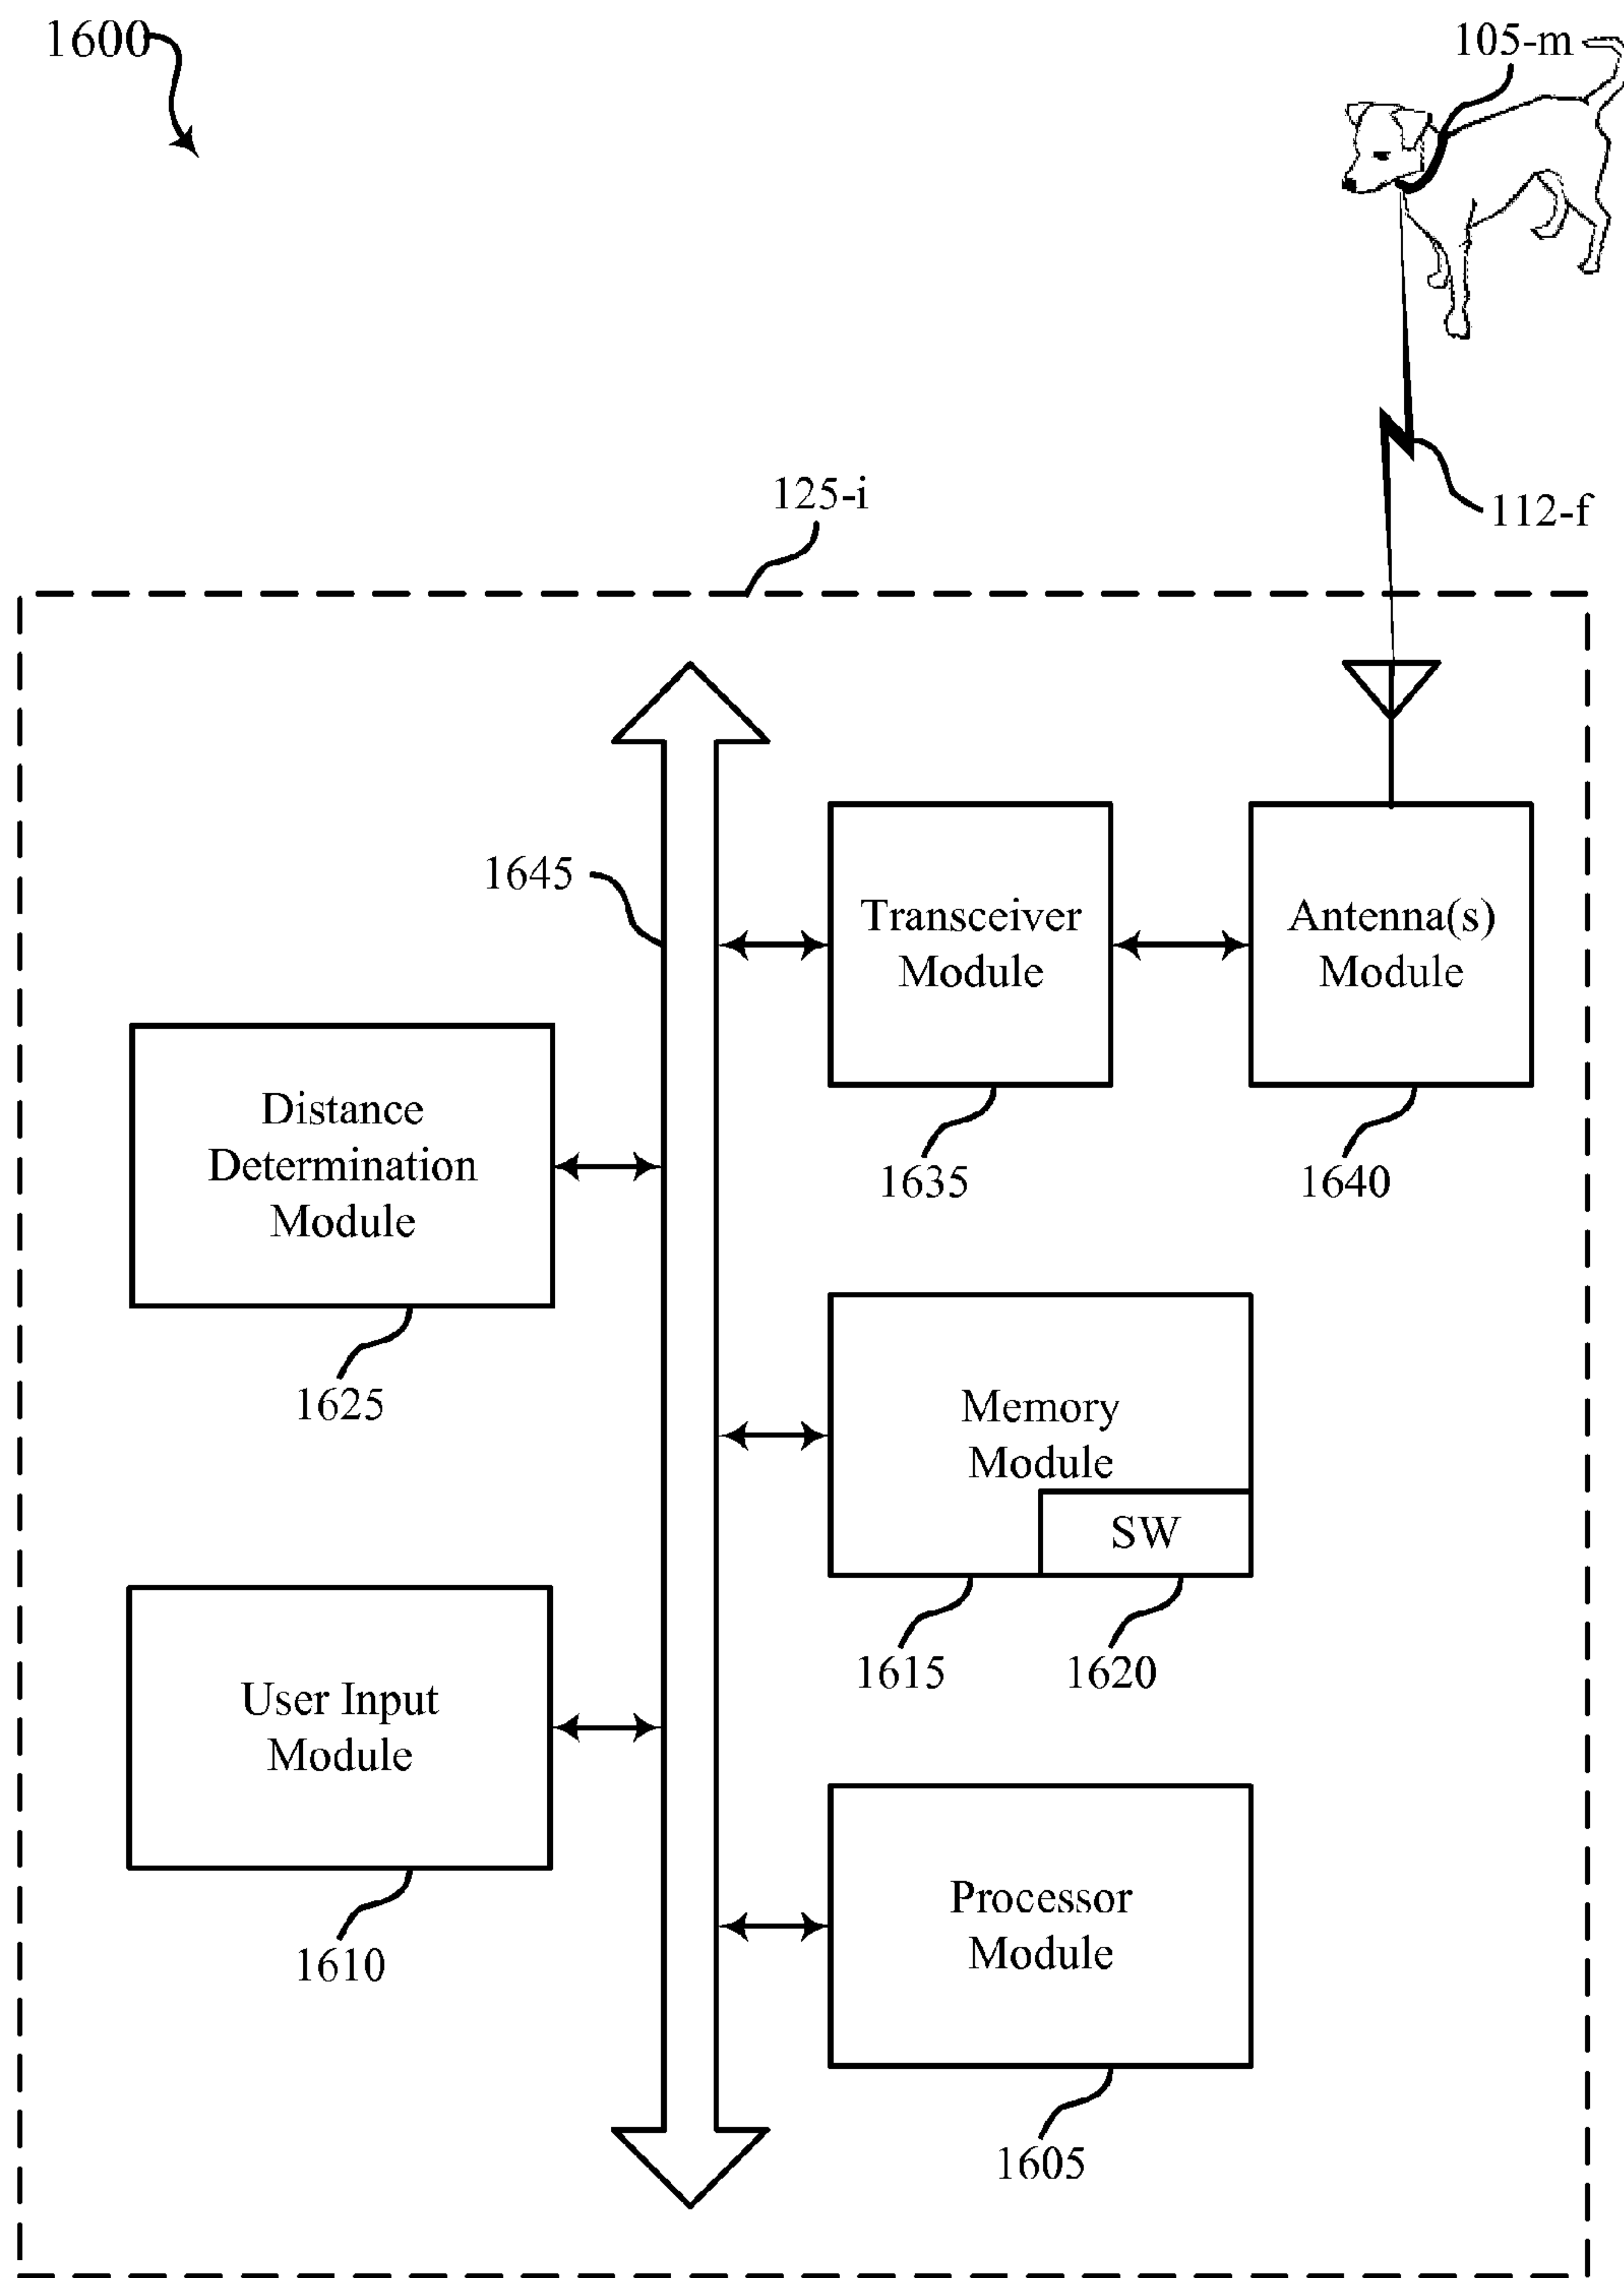 1600
105-m
112-f
125-i
1645
Transceiver
Module
Antenna(s)
Module
1635
1640
Distance
Determination
Module
1625
Memory
Module
SW
1615
1620
User Input
Module
1610
Processor
Module
1605